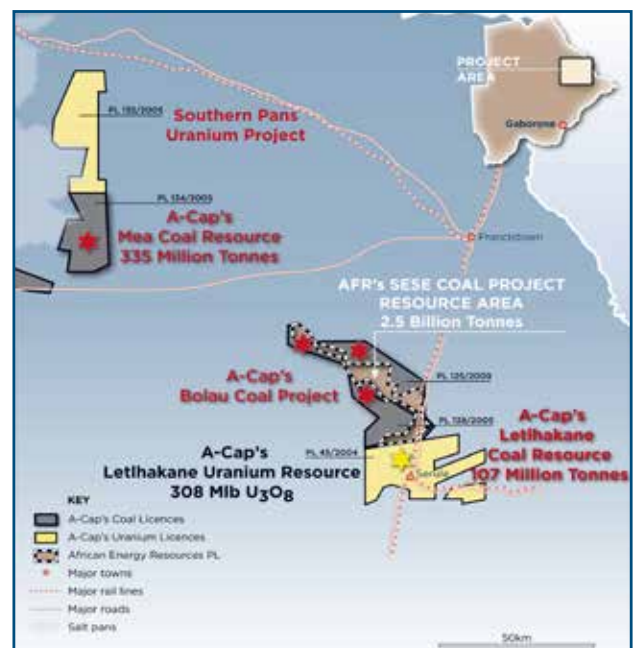 PROJECT
AREA
Gaborone
PL 135/2005
Southern Pans
Uranium Project
PL 134/2005
A-Cap's
Mea Coal Resource
335 Million Tonnes
Francistown
AFR's SESE COAL PROJECT
RESOURCE AREA
2.5 Billion Tonnes
A-Cap's
Bolau Coal Project
PL 125/2009
PL 138/2005
PL 45/2004
A-Cap's
Letlhakane
Coal Resource
107 Million Tonnes
A-Cap's
Letlhakane Uranium Resource
308 Mlb U₃O₈
Serule
KEY
A-Cap's Coal Licences
A-Cap's Uranium Licences
African Energy Resources PL
Major towns
Major rail lines
Major roads
Salt pans
50km